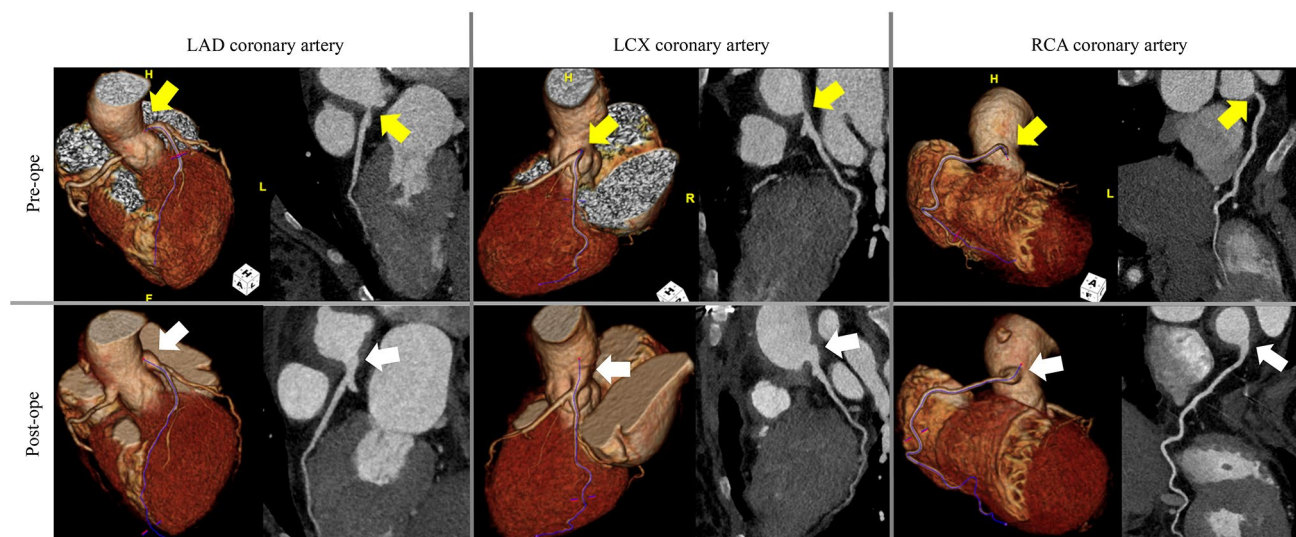 LAD coronary artery
LCX coronary artery
RCA coronary artery
Pre-ope
H
L
F
H
R
H
L
H
A
L
H
A
A
F
Post-ope